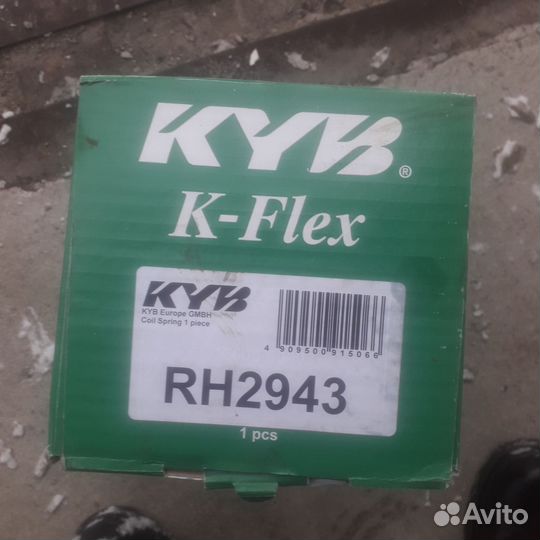 KYB®
K-Flex
KYB
KYB Europe GMBH
Coil Spring 1 piece
4 909500 915066
RH2943
1 pcs
Avito